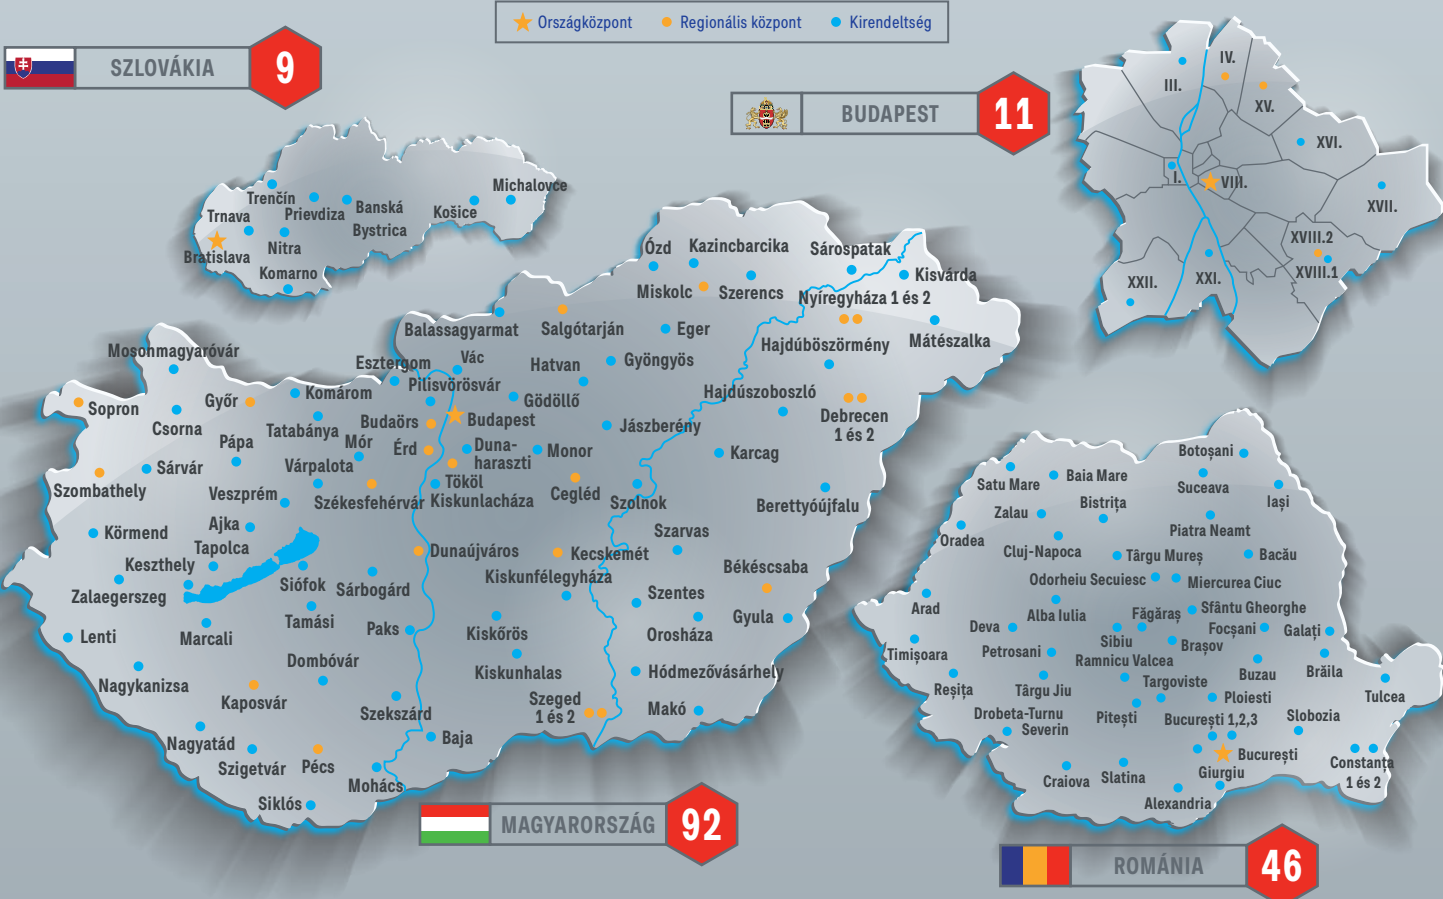 Országközpont
Regionális központ
Kirendeltség
SZLOVÁKIA
9
Trenčín
Prievdiza
Banská
Bystrica
Trnava
Nitra
Bratislava
Komarno
Košice
Michalovce
BUDAPEST
11
III.
IV.
XV.
XVI.
I.
VIII.
XVII.
XVIII.2
XVIII.1
XXII.
XXI.
Ózd
Kazincbarcika
Sárospatak
Kisvárda
Miskolc
Szerencs
Nyíregyháza 1 és 2
Balassagyarmat
Salgótarján
Eger
Mátészalka
Hajdúböszörmény
Mosonmagyaróvár
Esztergom
Vác
Hatvan
Gyöngyös
Pilisvörösvár
Gödöllő
Hajdúszoboszló
Sopron
Győr
Komárom
Csorna
Tatabánya
Budaörs
Budapest
Jászberény
Debrecen
1 és 2
Pápa
Mór
Érd
Duna-
haraszti
Monor
Karcag
Sárvár
Várpalota
Szombathely
Veszprém
Székesfehérvár
Tököl
Kiskunlacháza
Cegléd
Szolnok
Berettyóújfalu
Körmend
Ajka
Tapolca
Szarvas
Keszthely
Dunaújváros
Kecskemét
Békéscsaba
Zalaegerszeg
Siófok
Sárbogárd
Kiskunfélegyháza
Szentes
Gyula
Lenti
Marcali
Tamási
Paks
Kiskőrös
Orosháza
Dombóvár
Nagykanizsa
Kaposvár
Kiskunhalas
Hódmezővásárhely
Szekszárd
Szeged
1 és 2
Makó
Nagyatád
Baja
Szigetvár
Pécs
Mohács
Siklós
MAGYARORSZÁG
92
Botoșani
Satu Mare
Baia Mare
Suceava
Iași
Zalau
Bistrița
Piatra Neamt
Oradea
Cluj-Napoca
Târgu Mureș
Bacău
Odorheiu Secuiesc
Miercurea Ciuc
Arad
Alba Iulia
Făgăraș
Sfântu Gheorghe
Deva
Sibiu
Focșani
Galați
Timișoara
Petrosani
Brașov
Ramnicu Valcea
Buzau
Brăila
Reșița
Târgu Jiu
Targoviste
Ploiesti
Tulcea
Drobeta-Turnu
Severin
Pitești
București 1,2,3
Slobozia
București
Constanța
1 és 2
Craiova
Slatina
Giurgiu
Alexandria
ROMÁNIA
46